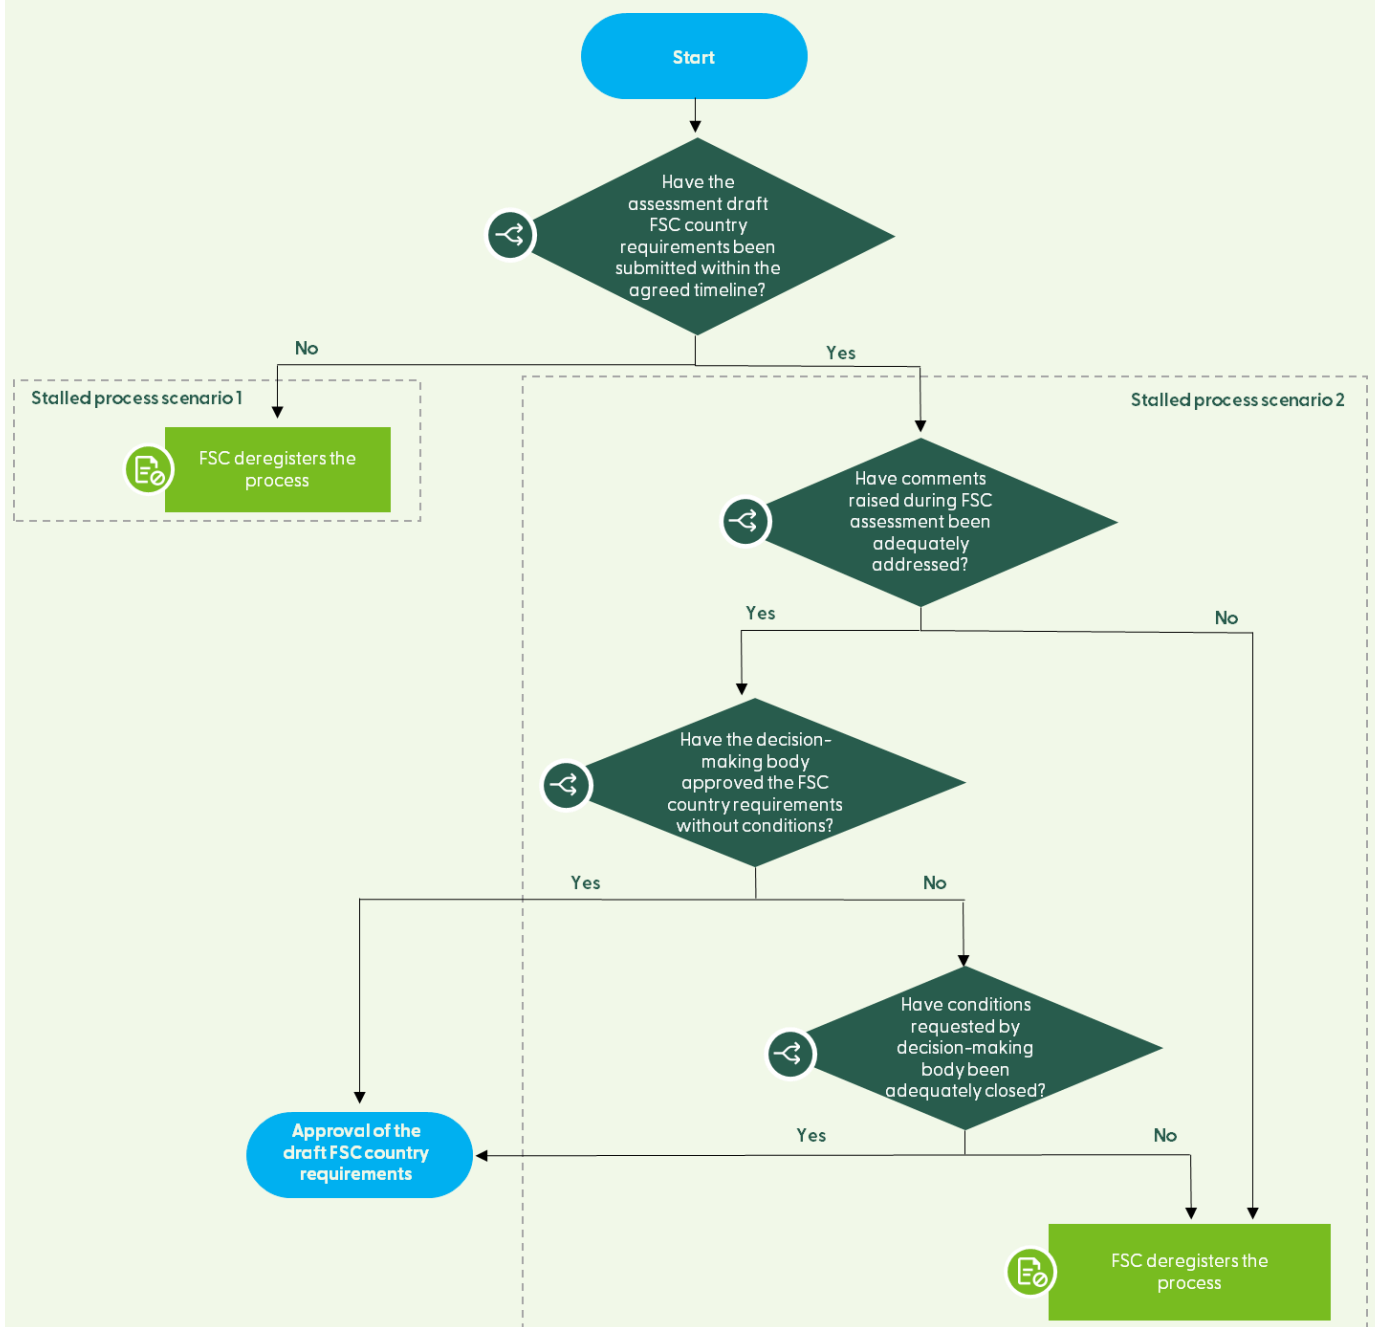 Start
Have the
assessment draft
FSC country
requirements been
submitted within the
agreed timeline?
No
Yes
Stalled process scenario 1
Stalled process scenario 2
FSC deregisters the
process
Have comments
raised during FSC
assessment been
adequately
addressed?
Yes
No
Have the decision-
making body
approved the FSC
country requirements
without conditions?
Yes
No
Have conditions
requested by
decision-making
body been
adequately closed?
Yes
No
Approval of the
draft FSC country
requirements
FSC deregisters the
process